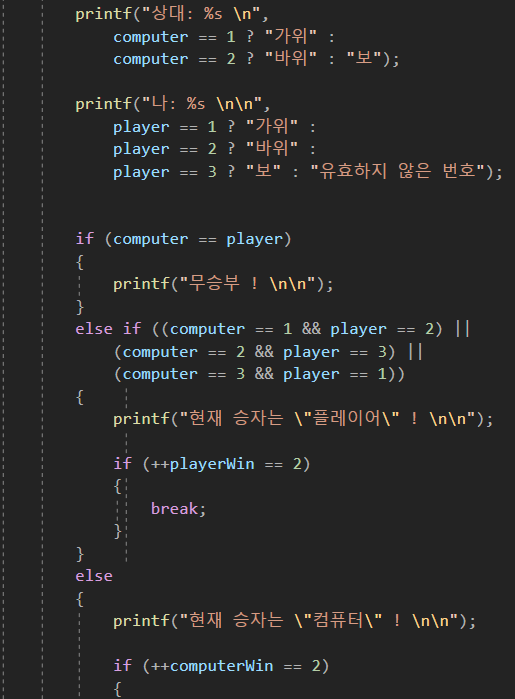 printf("상대: %s \n",
computer == 1 ? "가위" :
computer == 2 ? "바위" : "보");
printf("나: %s \n\n",
player == 1 ? "가위" :
player == 2 ? "바위" :
player == 3 ? "보" : "유효하지 않은 번호");
if (computer == player)
{
printf("무승부 ! \n\n");
}
else if ((computer == 1 && player == 2) ||
(computer == 2 && player == 3) ||
(computer == 3 && player == 1))
{
printf("현재 승자는 \"플레이어\" ! \n\n");
if (++playerWin == 2)
{
break;
}
}
else
{
printf("현재 승자는 \"컴퓨터\" ! \n\n");
if (++computerWin == 2)
{